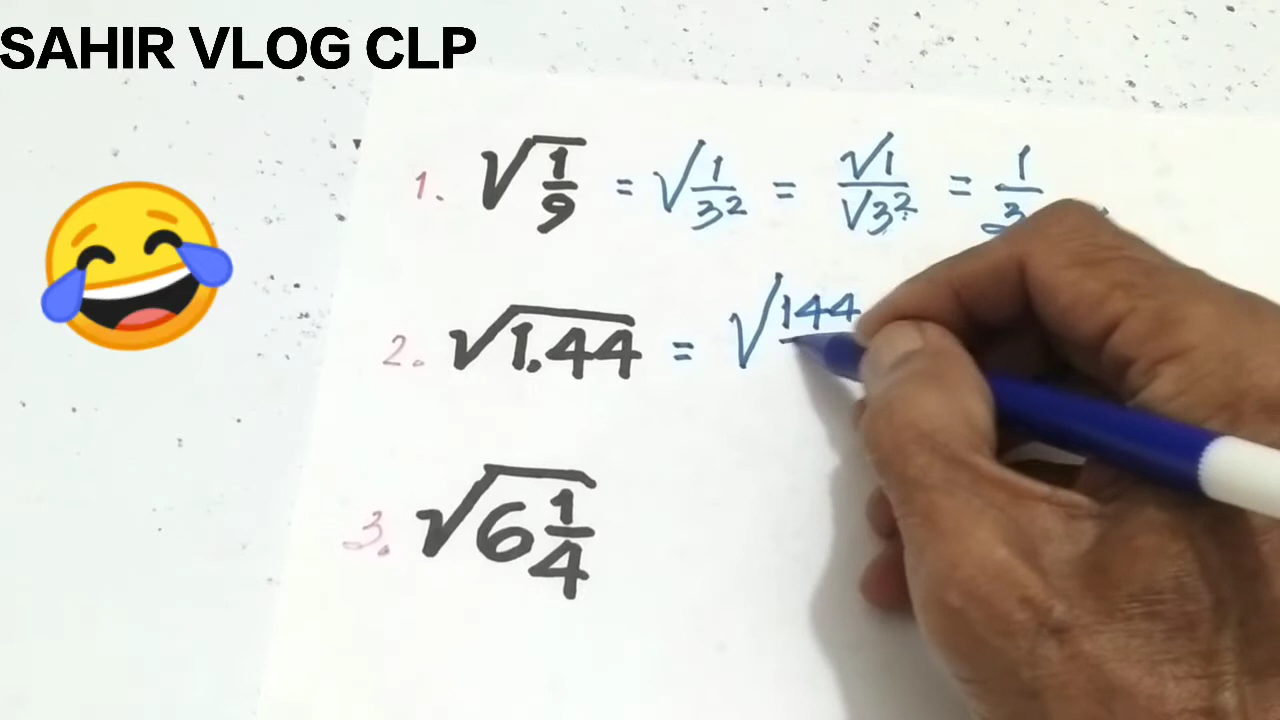 SAHIR VLOG CLP
1. √(1/9) = √(1/3²) = √1/√3² = 1/3
2. √1.44 = √144
3. √(6 1/4)